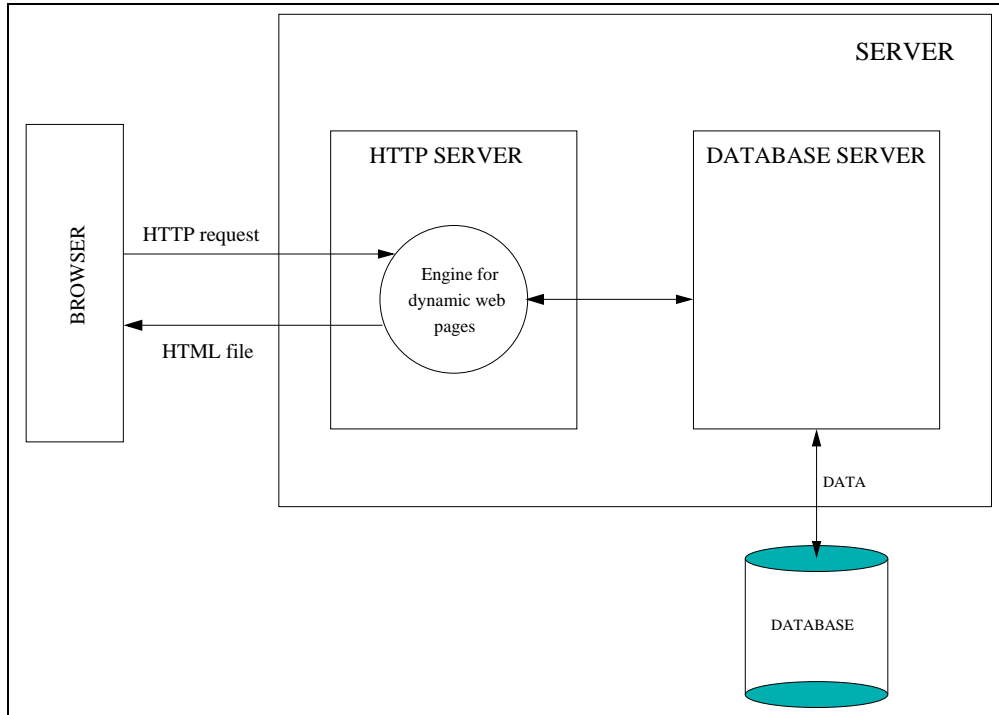 SERVER
HTTP SERVER
DATABASE SERVER
BROWSER
HTTP request
Engine for
dynamic web
pages
HTML file
DATA
DATABASE